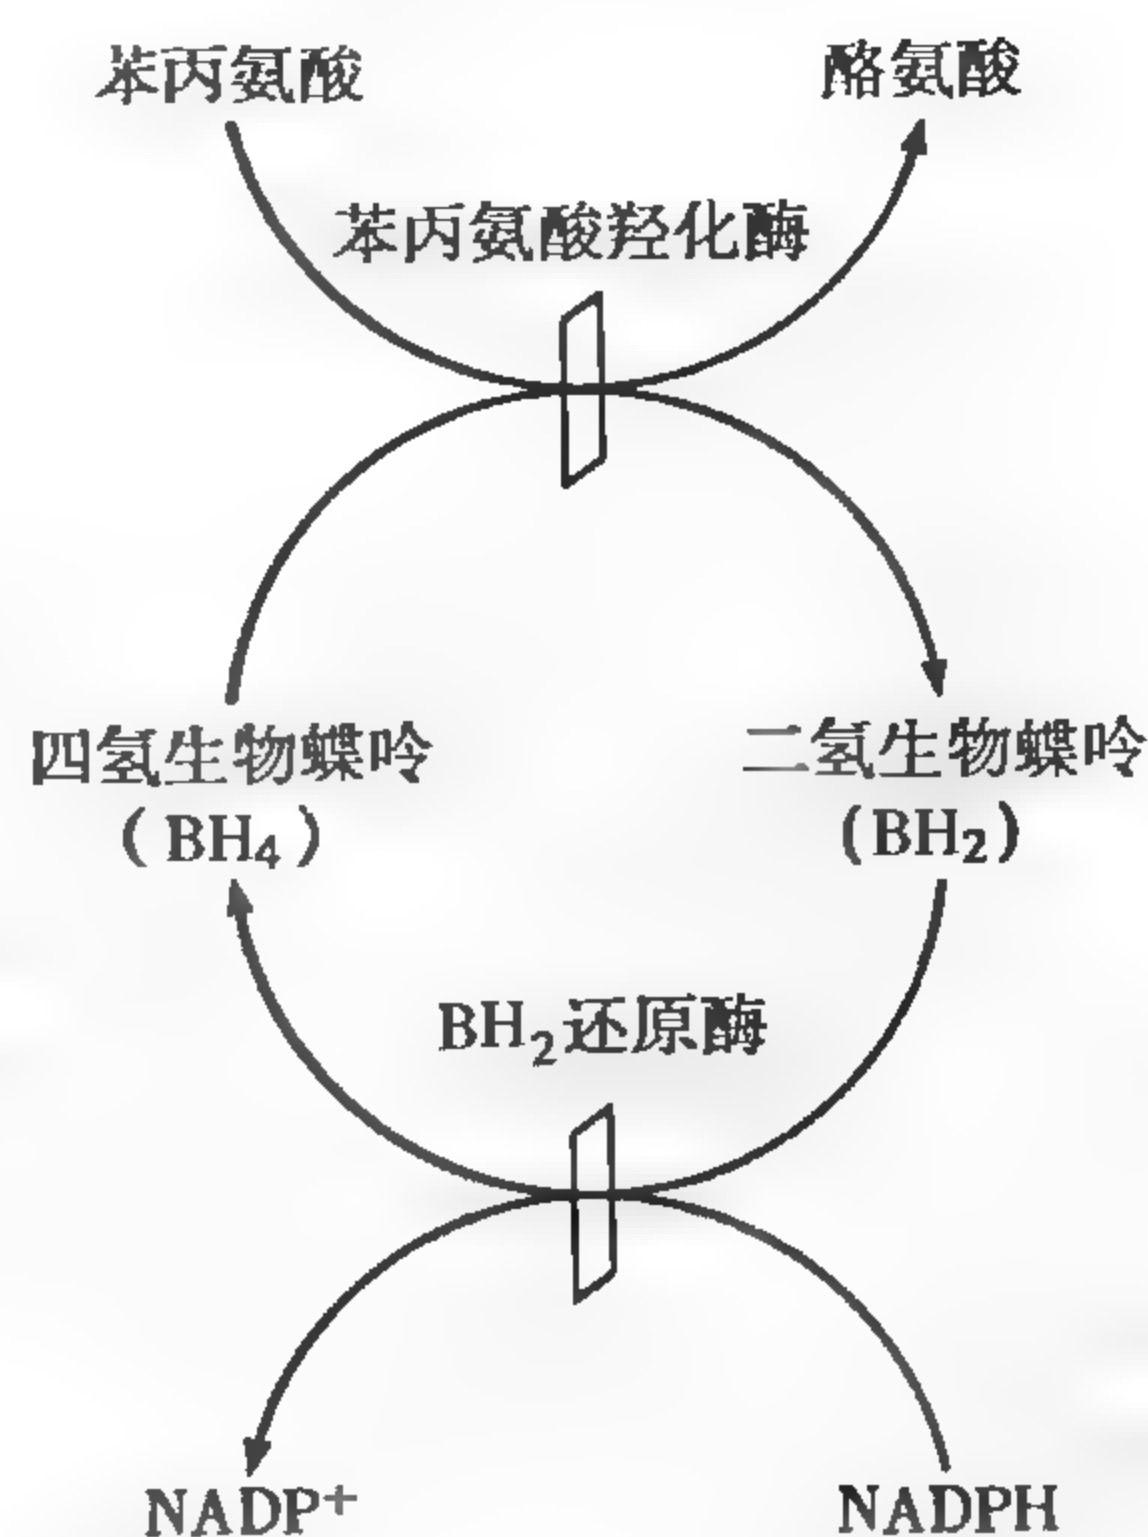 苯丙氨酸
酪氨酸
苯丙氨酸羟化酶
四氢生物蝶呤
(BH₄)
二氢生物蝶呤
(BH₂)
BH₂还原酶
NADP⁺
NADPH